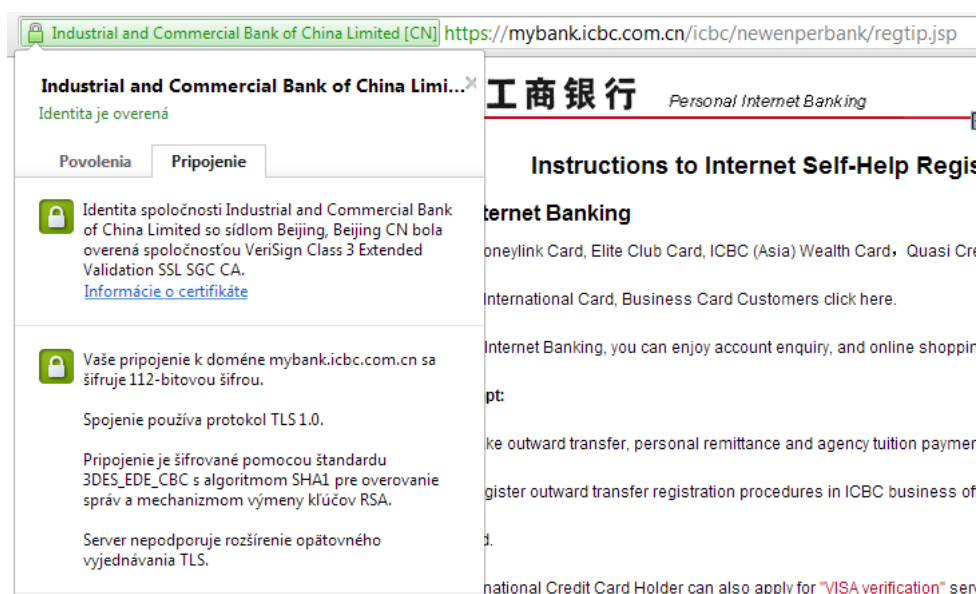 Industrial and Commercial Bank of China Limited [CN] https://mybank.icbc.com.cn/icbc/newenperbank/regtip.jsp
Industrial and Commercial Bank of China Limi...
Identita je overená
Povolenia Pripojenie
Identita spoločnosti Industrial and Commercial Bank
of China Limited so sídlom Beijing, Beijing CN bola
overená spoločnosťou VeriSign Class 3 Extended
Validation SSL SGC CA.
Informácie o certifikáte
Vaše pripojenie k doméne mybank.icbc.com.cn sa
šifruje 112-bitovou šifrou.
Spojenie používa protokol TLS 1.0.
Pripojenie je šifrované pomocou štandardu
3DES_EDE_CBC s algoritmom SHA1 pre overovanie
správ a mechanizmom výmeny kľúčov RSA.
Server nepodporuje rozšírenie opätovného
vyjednávania TLS.
工商银行 Personal Internet Banking
Instructions to Internet Self-Help Regis
ternet Banking
oneylink Card, Elite Club Card, ICBC (Asia) Wealth Card，Quasi Cre
International Card, Business Card Customers click here.
Internet Banking, you can enjoy account enquiry, and online shoppin
pt:
ke outward transfer, personal remittance and agency tuition paymen
gister outward transfer registration procedures in ICBC business of
d.
national Credit Card Holder can also apply for "VISA verification" serv